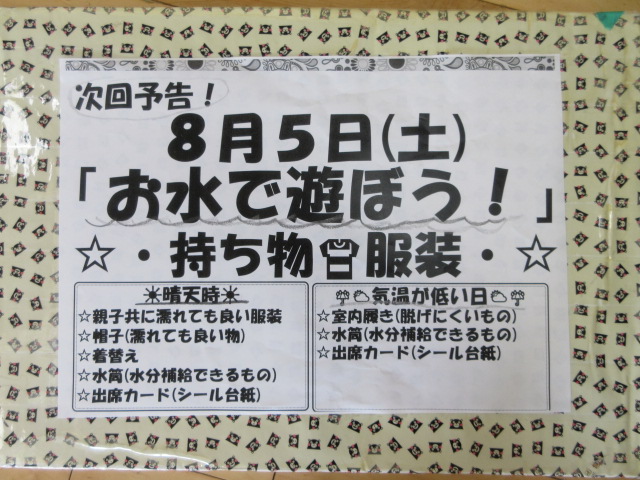 次回予告！
８月５日(土)
「お水で遊ぼう！」
☆・持ち物服装・☆
☀晴天時☀
☆親子共に濡れても良い服装
☆帽子(濡れても良い物)
☆着替え
☆水筒(水分補給できるもの)
☆出席カード(シール台紙)
気温が低い日
☆室内履き(脱げにくいもの)
☆水筒(水分補給できるもの)
☆出席カード(シール台紙)